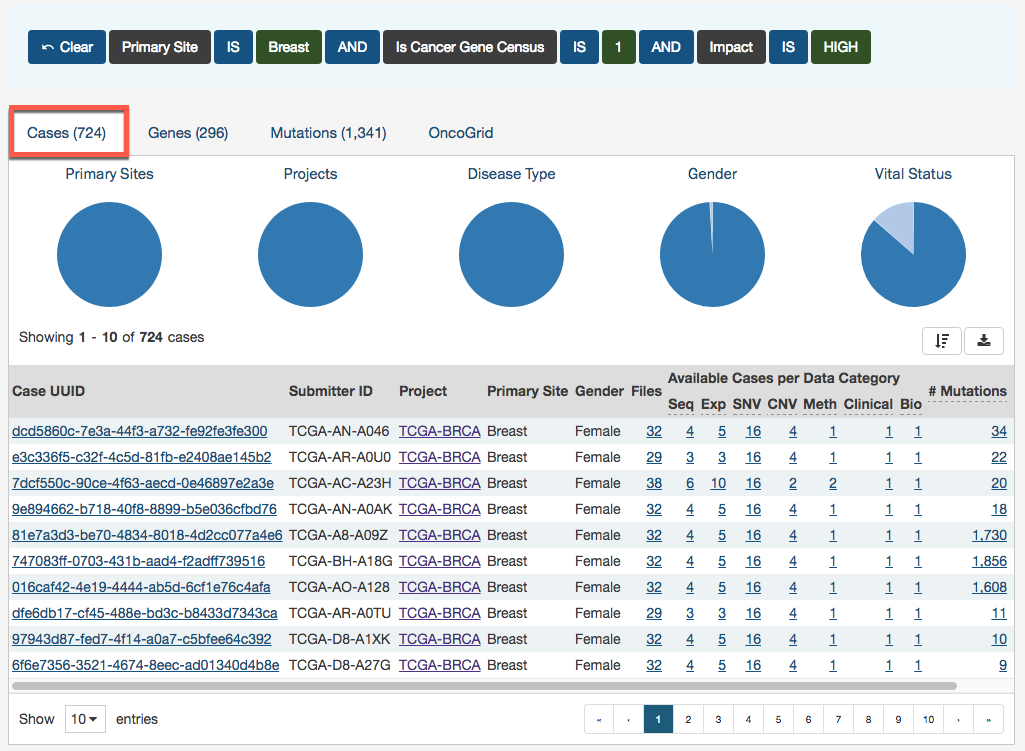 Clear Primary Site IS Breast AND Is Cancer Gene Census IS 1 AND Impact IS HIGH
Cases (724) Genes (296) Mutations (1,341) OncoGrid
Primary Sites Projects Disease Type Gender Vital Status
Showing 1 - 10 of 724 cases
Available Cases per Data Category
Case UUID Submitter ID Project Primary Site Gender Files # Mutations
Seq Exp SNV CNV Meth Clinical Bio
dcd5860c-7e3a-44f3-a732-fe92fe3fe300 TCGA-AN-A046 TCGA-BRCA Breast Female 32 4 5 16 4 1 1 1 34
e3c336f5-c32f-4c5d-81fb-e2408ae145b2 TCGA-AR-A0U0 TCGA-BRCA Breast Female 29 3 3 16 4 1 1 1 22
7dcf550c-90ce-4f63-aecd-0e46897e2a3e TCGA-AC-A23H TCGA-BRCA Breast Female 38 6 10 16 2 2 1 1 20
9e894662-b718-40f8-8899-b5e036cfbd76 TCGA-AN-A0AK TCGA-BRCA Breast Female 32 4 5 16 4 1 1 1 18
81e7a3d3-be70-4834-8018-4d2cc077a4e6 TCGA-A8-A09Z TCGA-BRCA Breast Female 32 4 5 16 4 1 1 1 1,730
747083ff-0703-431b-aad4-f2adff739516 TCGA-BH-A18G TCGA-BRCA Breast Female 32 4 5 16 4 1 1 1 1,856
016caf42-4e19-4444-ab5d-6cf1e76c4afa TCGA-AO-A128 TCGA-BRCA Breast Female 32 4 5 16 4 1 1 1 1,608
dfe6db17-cf45-488e-bd3c-b8433d7343ca TCGA-AR-A0TU TCGA-BRCA Breast Female 29 3 3 16 4 1 1 1 11
97943d87-fed7-4f14-a0a7-c5bfee64c392 TCGA-D8-A1XK TCGA-BRCA Breast Female 32 4 5 16 4 1 1 1 10
6f6e7356-3521-4674-8eec-ad01340d4b8e TCGA-D8-A27G TCGA-BRCA Breast Female 32 4 5 16 4 1 1 1 9
Show 10 entries « ‹ 1 2 3 4 5 6 7 8 9 10 › »